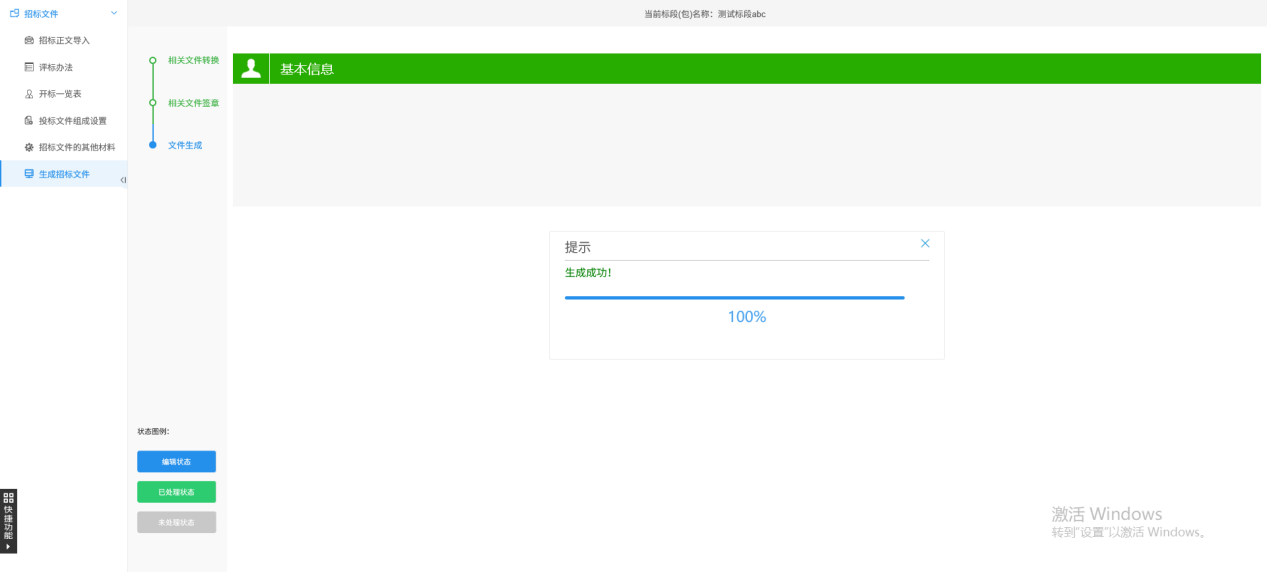 招标文件
招标正文导入
评标办法
开标一览表
投标文件组成设置
招标文件的其他材料
生成招标文件
当前标段(包)名称：测试标段abc
相关文件转换
相关文件签章
文件生成
基本信息
提示
生成成功!
100%
状态图例：
编辑状态
已处理状态
未处理状态
快捷功能
激活 Windows
转到"设置"以激活 Windows。